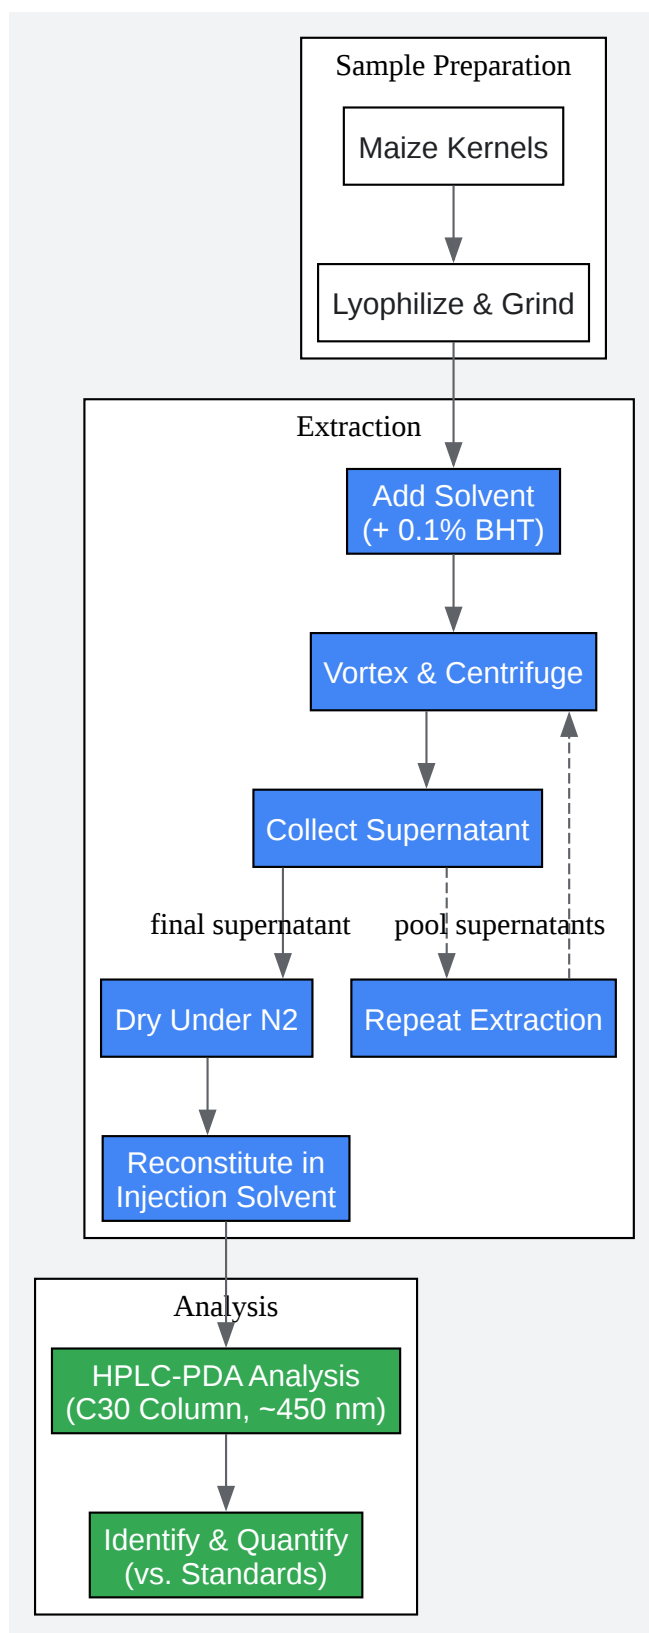 Sample Preparation
Maize Kernels
Lyophilize & Grind
Extraction
Add Solvent
(+ 0.1% BHT)
Vortex & Centrifuge
Collect Supernatant
final supernatant
pool supernatants
Dry Under N2
Repeat Extraction
Reconstitute in
Injection Solvent
Analysis
HPLC-PDA Analysis
(C30 Column, ~450 nm)
Identify & Quantify
(vs. Standards)